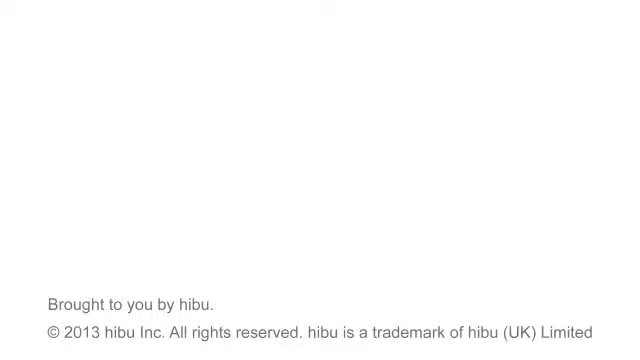 Brought to you by hibu.
© 2013 hibu Inc. All rights reserved. hibu is a trademark of hibu (UK) Limited